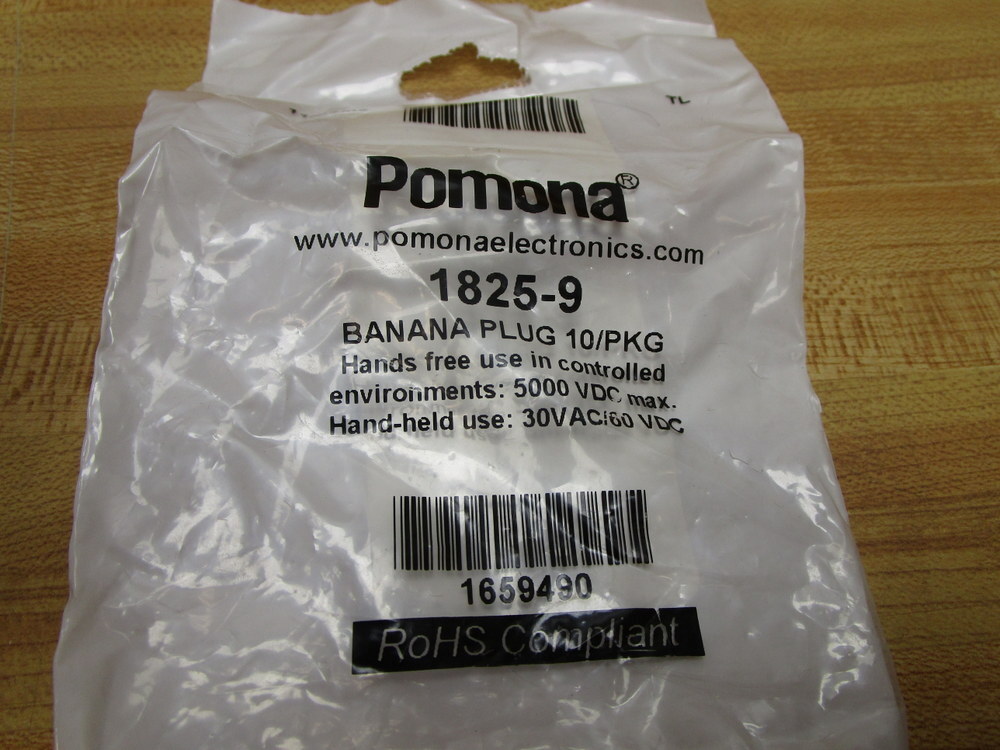 TL
Pomona®
www.pomonaelectronics.com
1825-9
BANANA PLUG 10/PKG
Hands free use in controlled
environments: 5000 VDC max.
Hand-held use: 30VAC/60 VDC
1659490
RoHS Compliant